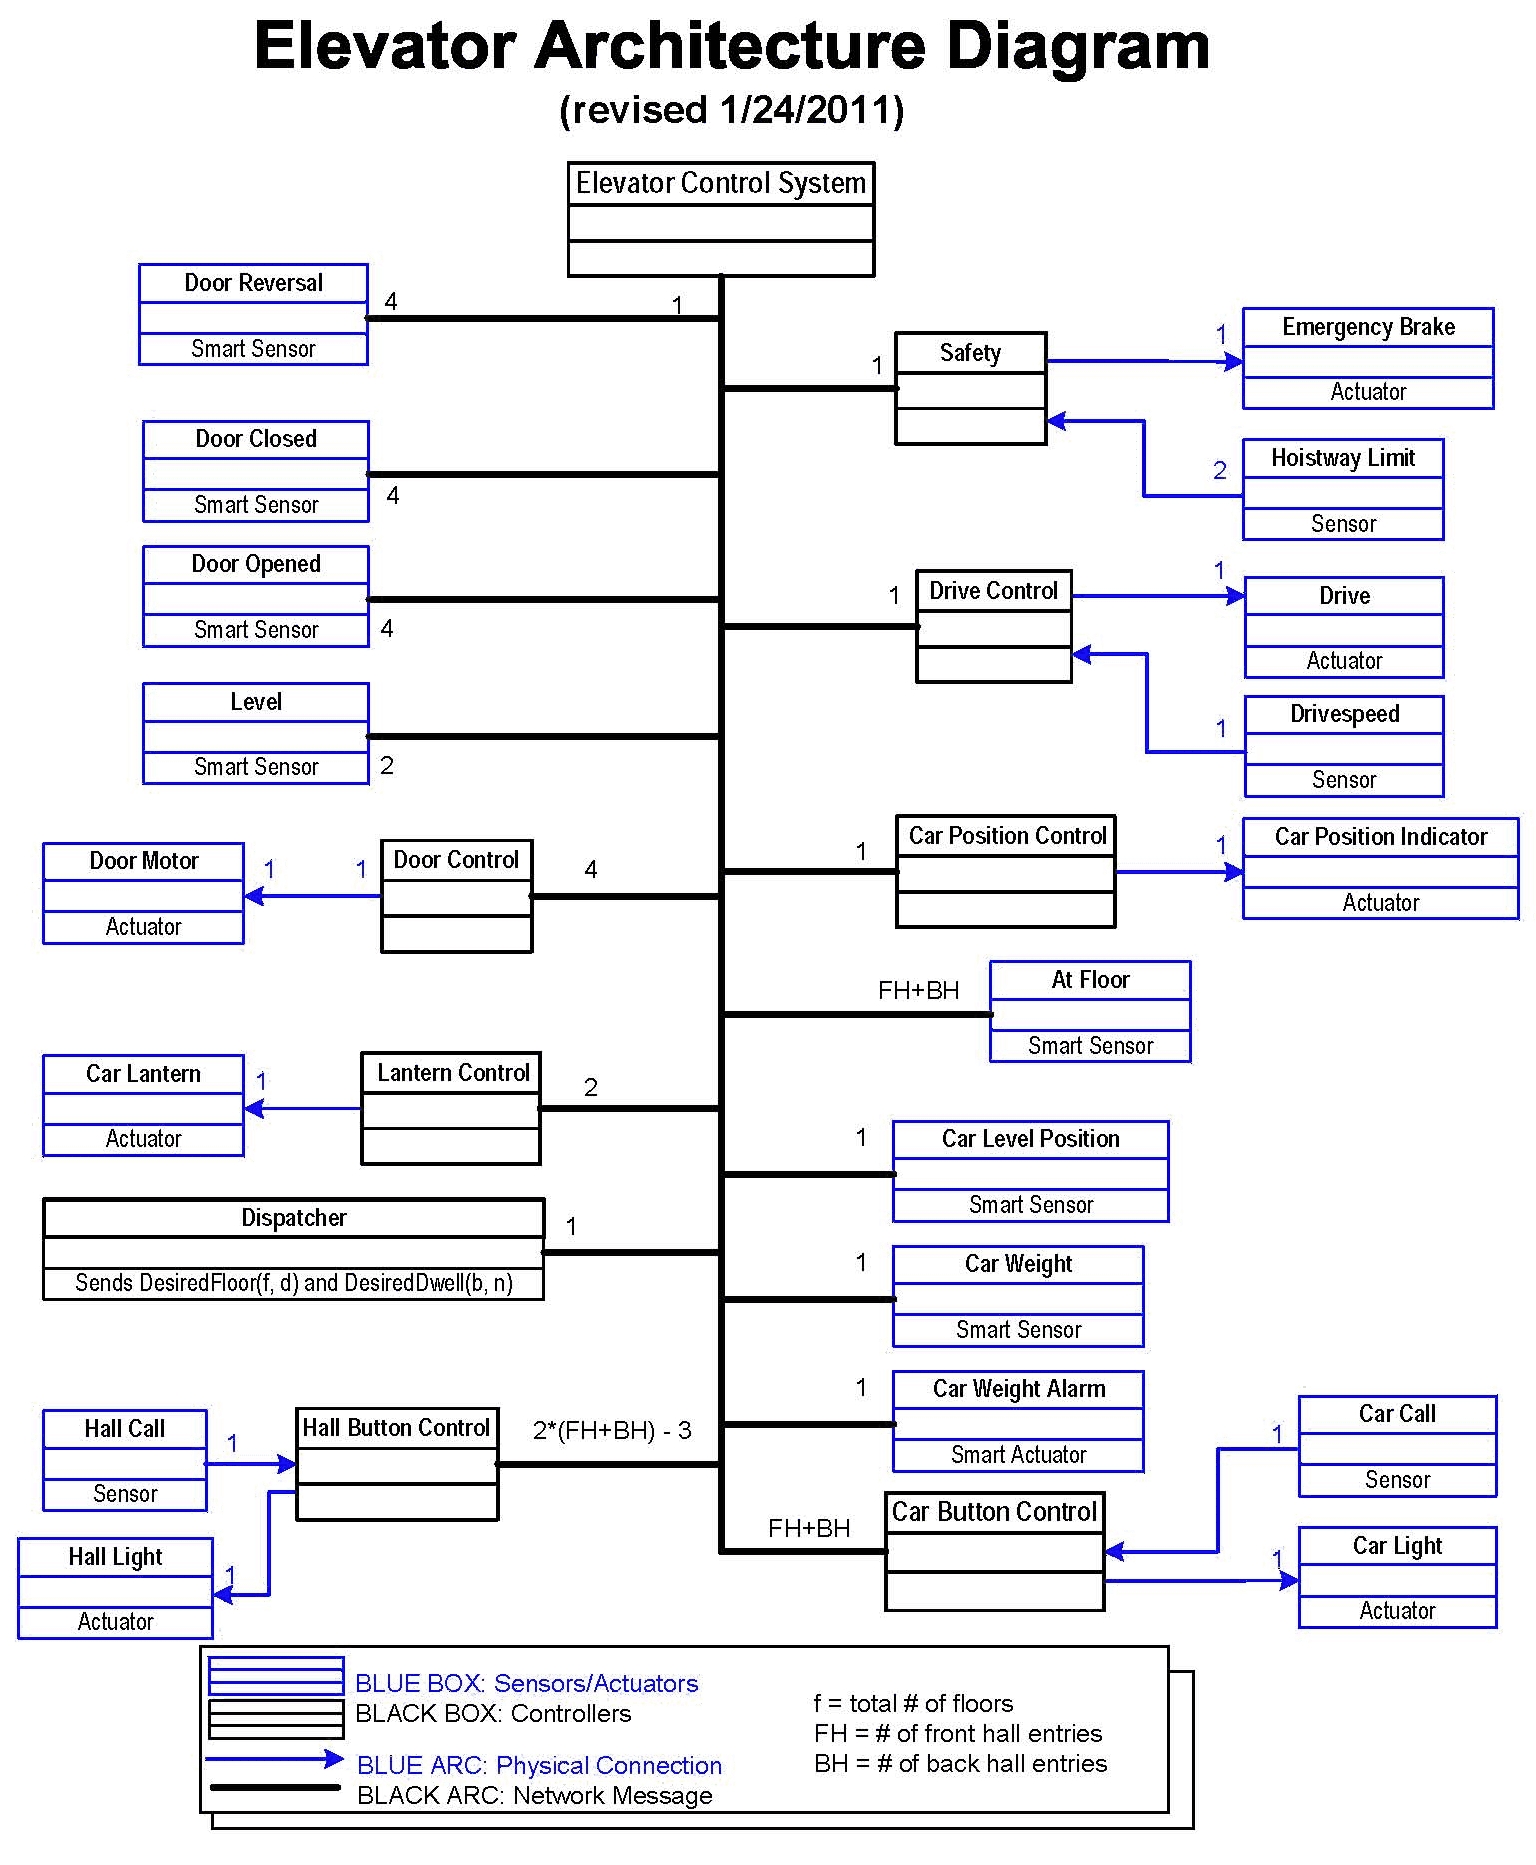 Elevator Architecture Diagram
(revised 1/24/2011)
Elevator Control System
Door Reversal
Smart Sensor
4
1
Safety
1
1
Emergency Brake
Actuator
Door Closed
Smart Sensor
4
2
Hoistway Limit
Sensor
Door Opened
Smart Sensor
4
1
Drive Control
1
Drive
Actuator
Level
Smart Sensor
2
1
Drivespeed
Sensor
Door Motor
Actuator
1
1
Door Control
4
1
Car Position Control
1
Car Position Indicator
Actuator
FH+BH
At Floor
Smart Sensor
Car Lantern
Actuator
1
Lantern Control
2
1
Car Level Position
Smart Sensor
Dispatcher
Sends DesiredFloor(f, d) and DesiredDwell(b, n)
1
1
Car Weight
Smart Sensor
1
Car Weight Alarm
Smart Actuator
Hall Call
Sensor
1
Hall Button Control
2*(FH+BH) - 3
1
Car Call
Sensor
Hall Light
Actuator
1
FH+BH
Car Button Control
1
Car Light
Actuator
BLUE BOX: Sensors/Actuators
BLACK BOX: Controllers
BLUE ARC: Physical Connection
BLACK ARC: Network Message
f = total # of floors
FH = # of front hall entries
BH = # of back hall entries